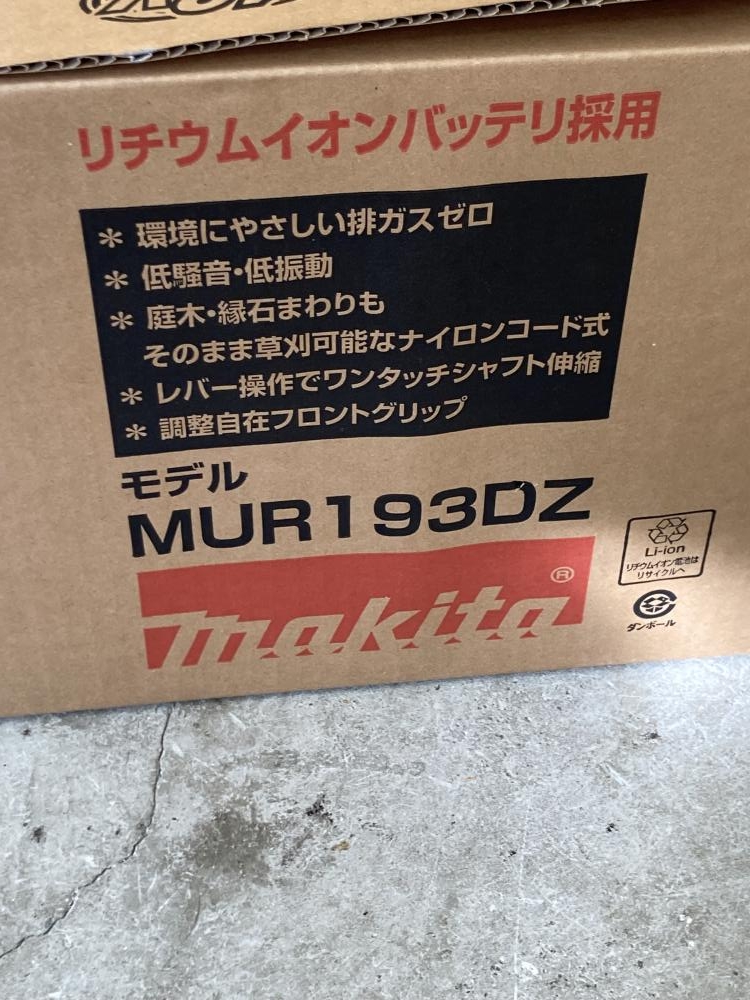 リチウムイオンバッテリ採用
＊ 環境にやさしい排ガスゼロ
＊ 低騒音・低振動
＊ 庭木・縁石まわりも
そのまま草刈可能なナイロンコード式
＊ レバー操作でワンタッチシャフト伸縮
＊ 調整自在フロントグリップ
モデル
MUR193DZ
makita®
Li-ion
リチウムイオン電池は
リサイクルへ
ダンボール